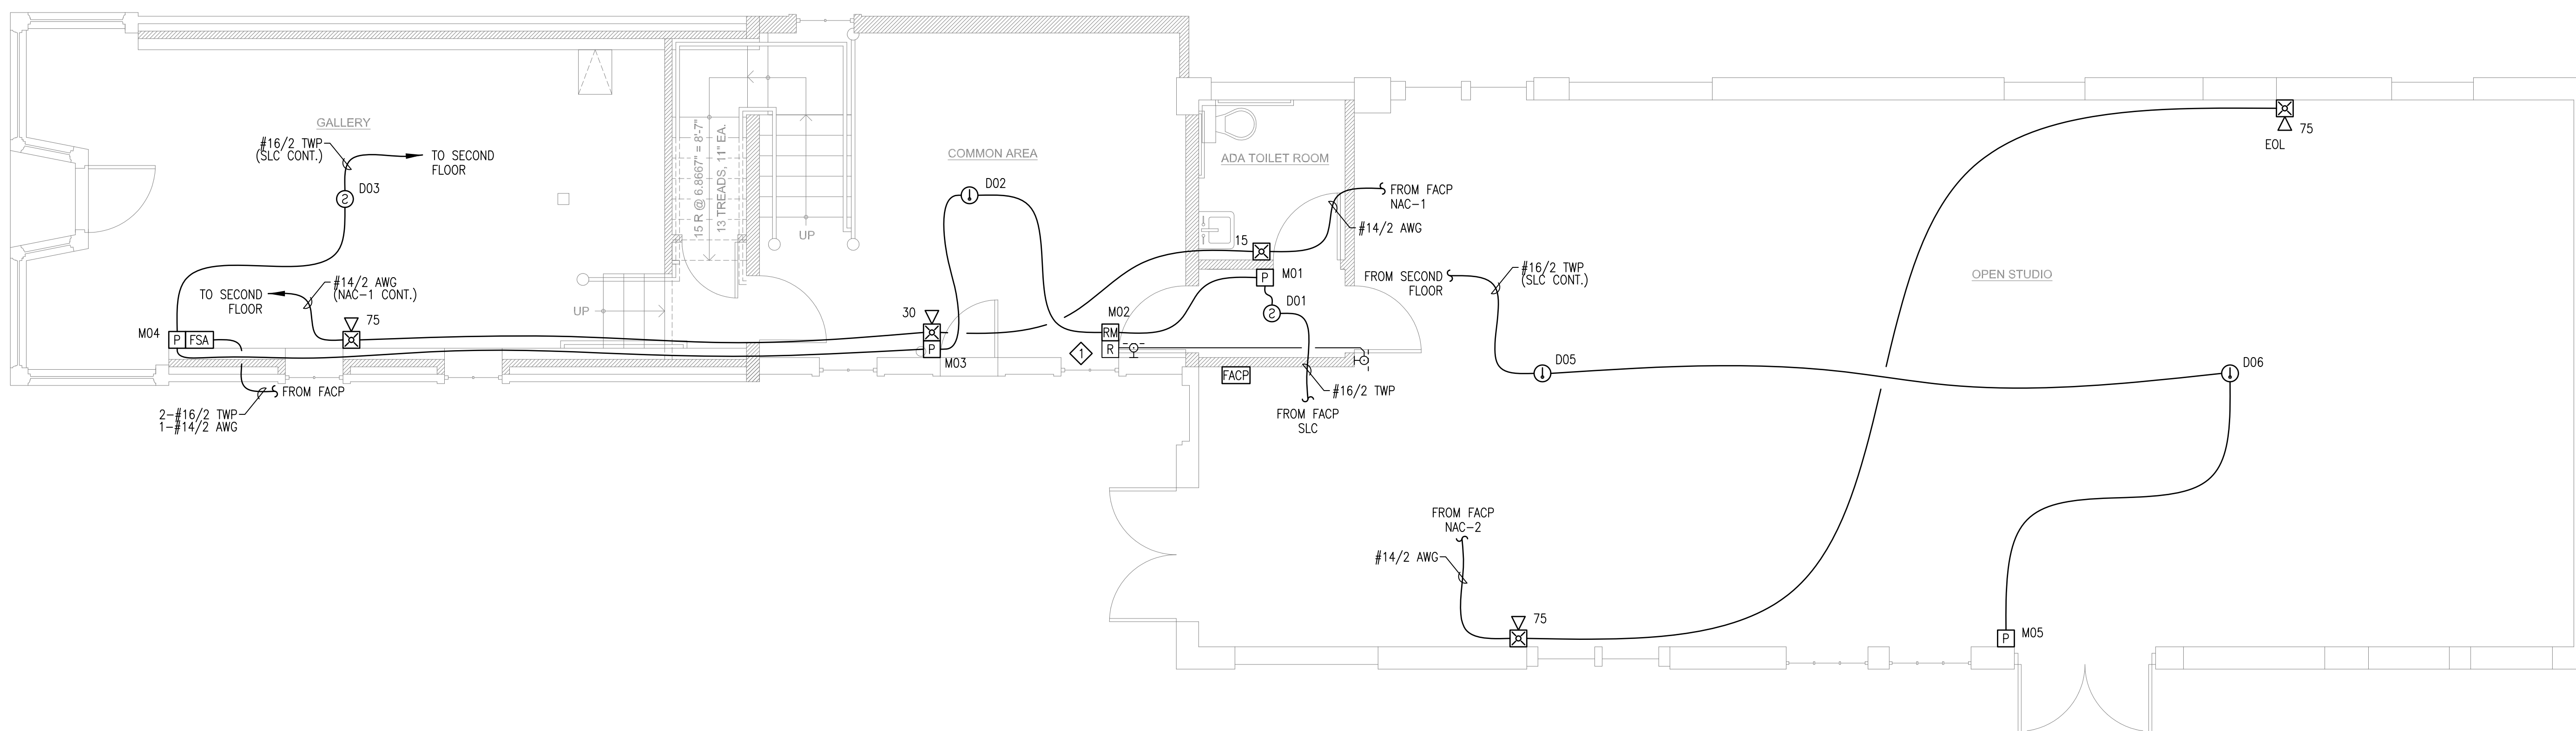 GALLERY
#16/2 TWP
(SLC CONT.)
TO SECOND
FLOOR
D03
#14/2 AWG
(NAC-1 CONT.)
TO SECOND
FLOOR
75
M04
P
FSA
FROM FACP
2-#16/2 TWP
1-#14/2 AWG
15 R @ 6.8667" = 8'-7"
13 TREADS, 11" EA.
UP
UP
COMMON AREA
D02
30
P
M03
M02
RM
R
1
ADA TOILET ROOM
FROM FACP
NAC-1
#14/2 AWG
15
P
M01
D01
FACP
#16/2 TWP
FROM FACP
SLC
FROM SECOND
FLOOR
#16/2 TWP
(SLC CONT.)
D05
OPEN STUDIO
75
EOL
D06
FROM FACP
NAC-2
#14/2 AWG
75
P
M05